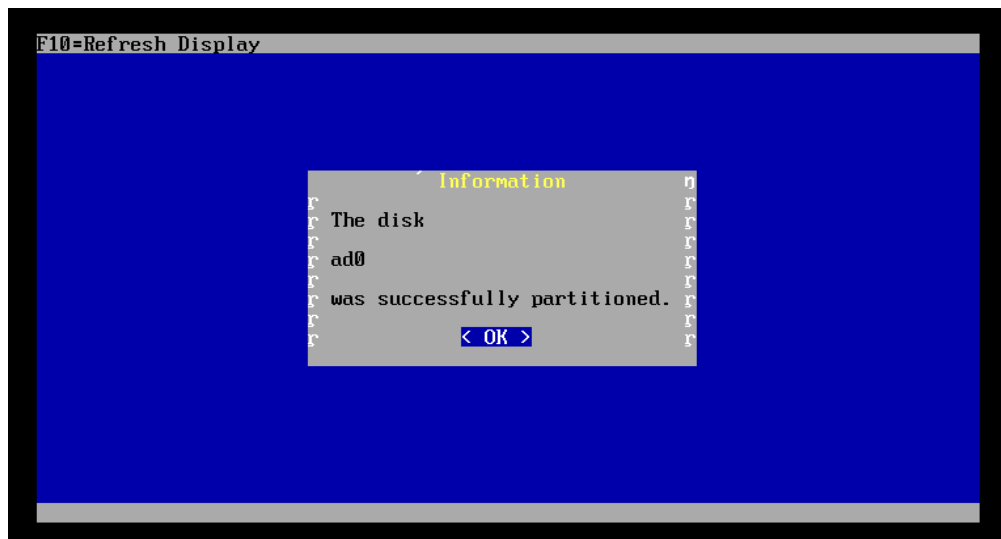 F10=Refresh Display
Information
The disk
ad0
was successfully partitioned.
< OK >